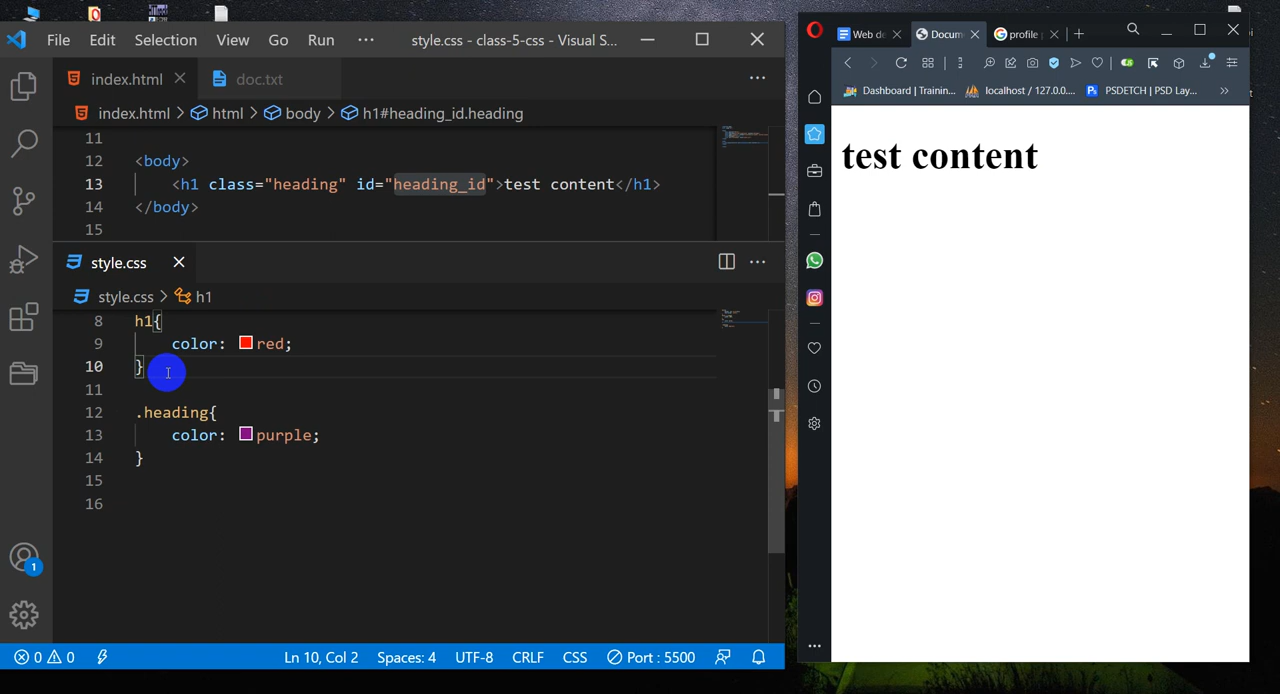 File Edit Selection View Go Run ··· style.css - class-5-css - Visual S...
index.html doc.txt ···
index.html > html > body > h1#heading_id.heading
11
12 <body>
13 <h1 class="heading" id="heading_id">test content</h1>
14 </body>
15
style.css ···
style.css > h1
8 h1{
9 color: red;
10 }
11
12 .heading{
13 color: purple;
14 }
15
16
1
0 0 Ln 10, Col 2 Spaces: 4 UTF-8 CRLF CSS Port : 5500
Web de Docum profile
Dashboard | Trainin... localhost / 127.0.0.... Ps PSDETCH | PSD Lay... »
test content